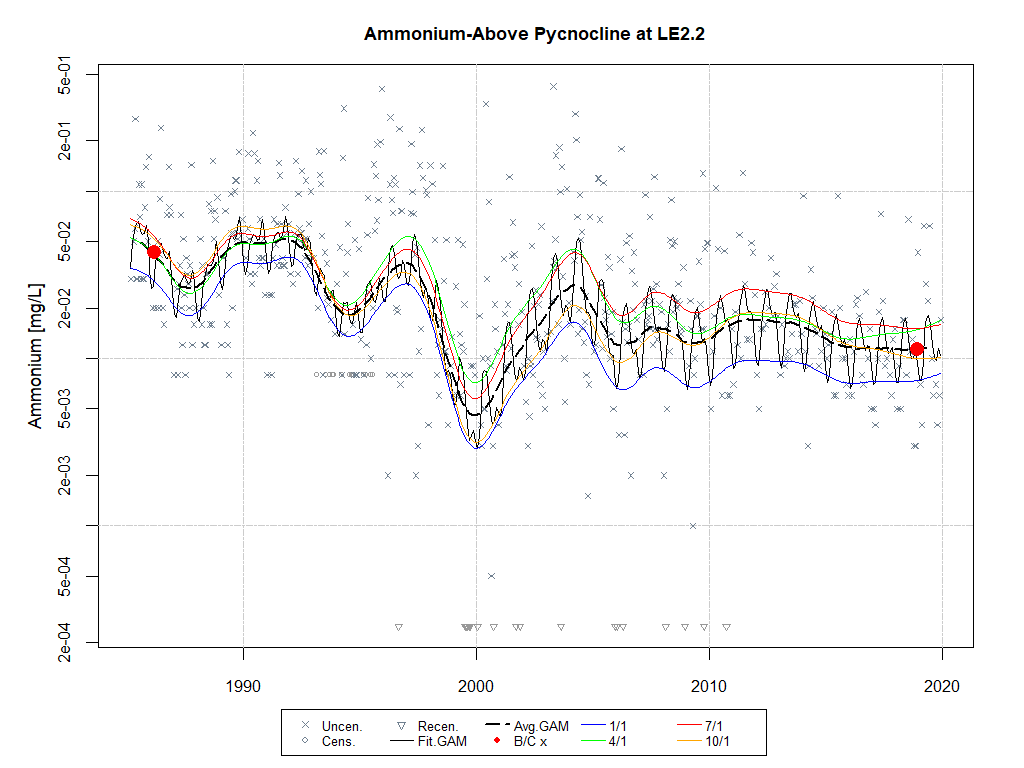 Ammonium-Above Pycnocline at LE2.2
Ammonium [mg/L]
5e-01
2e-01
5e-02
2e-02
5e-03
2e-03
5e-04
2e-04
1990 2000 2010 2020
Uncen. Recen. Avg.GAM 1/1 7/1
Cens. Fit.GAM B/C x 4/1 10/1